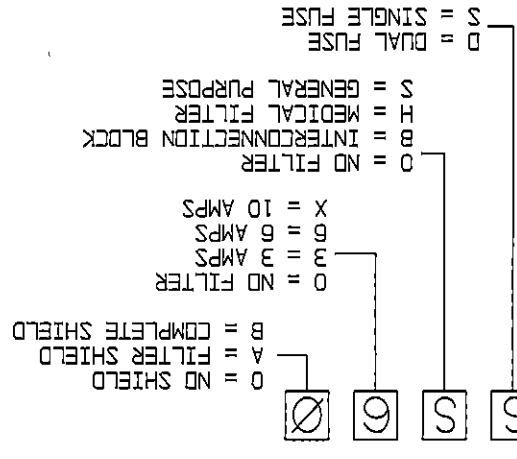 S S 6 Ø
0 = NO SHIELD
A = FILTER SHIELD
B = COMPLETE SHIELD
0 = NO FILTER
3 = 3 AMPS
6 = 6 AMPS
X = 10 AMPS
0 = NO FILTER
B = INTERCONNECTION BLOCK
H = MEDICAL FILTER
S = GENERAL PURPOSE
D = DUAL FUSE
S = SINGLE FUSE